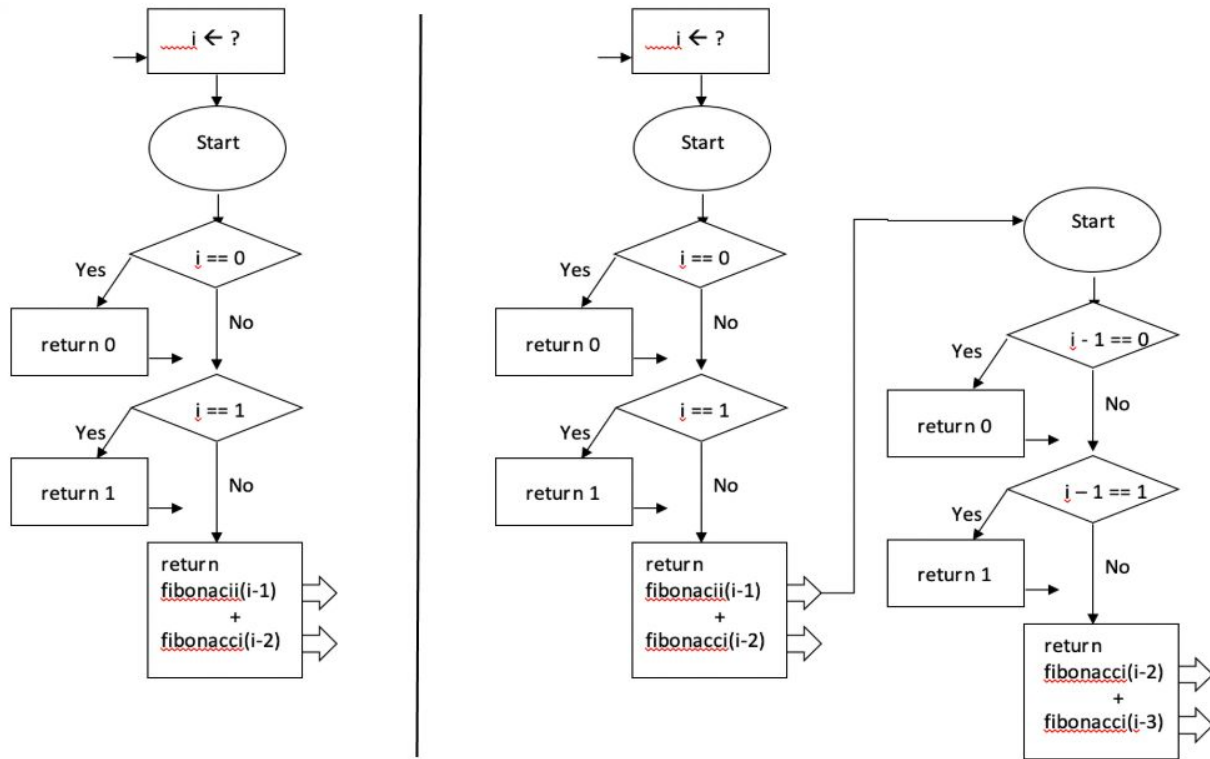 i ← ?
Start
i == 0
Yes
No
return 0
i == 1
Yes
No
return 1
return
fibonacii(i-1)
+
fibonacci(i-2)
i ← ?
Start
i == 0
Yes
No
return 0
i == 1
Yes
No
return 1
return
fibonacii(i-1)
+
fibonacci(i-2)
Start
i - 1 == 0
Yes
No
return 0
i – 1 == 1
Yes
No
return 1
return
fibonacci(i-2)
+
fibonacci(i-3)